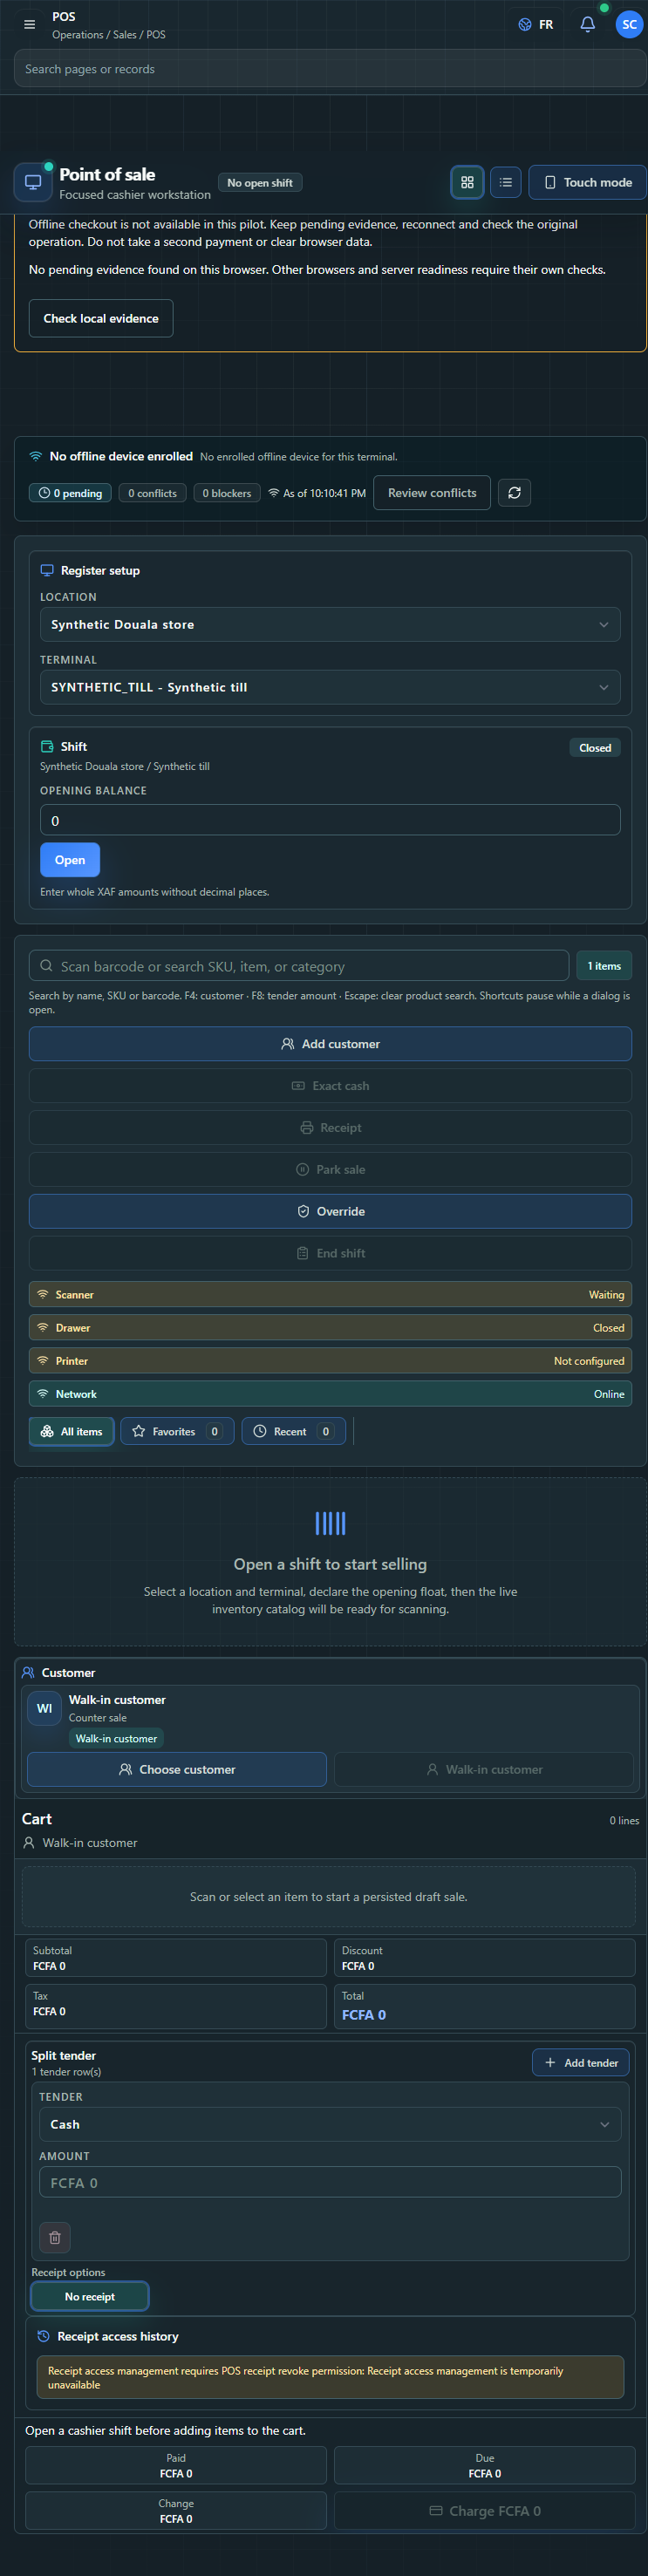 POS
Operations / Sales / POS
FR
SC
Search pages or records
Point of sale
Focused cashier workstation
No open shift
Touch mode
Offline checkout is not available in this pilot. Keep pending evidence, reconnect and check the original
operation. Do not take a second payment or clear browser data.
No pending evidence found on this browser. Other browsers and server readiness require their own checks.
Check local evidence
No offline device enrolled
No enrolled offline device for this terminal.
0 pending
0 conflicts
0 blockers
As of 10:10:41 PM
Review conflicts
Register setup
LOCATION
Synthetic Douala store
TERMINAL
SYNTHETIC_TILL - Synthetic till
Shift
Closed
Synthetic Douala store / Synthetic till
OPENING BALANCE
0
Open
Enter whole XAF amounts without decimal places.
Scan barcode or search SKU, item, or category
1 items
Search by name, SKU or barcode. F4: customer · F8: tender amount · Escape: clear product search. Shortcuts pause while a dialog is
open.
Add customer
Exact cash
Receipt
Park sale
Override
End shift
Scanner
Waiting
Drawer
Closed
Printer
Not configured
Network
Online
All items
Favorites
0
Recent
0
Open a shift to start selling
Select a location and terminal, declare the opening float, then the live
inventory catalog will be ready for scanning.
Customer
WI
Walk-in customer
Counter sale
Walk-in customer
Choose customer
Walk-in customer
Cart
0 lines
Walk-in customer
Scan or select an item to start a persisted draft sale.
Subtotal
FCFA 0
Discount
FCFA 0
Tax
FCFA 0
Total
FCFA 0
Split tender
1 tender row(s)
Add tender
TENDER
Cash
AMOUNT
FCFA 0
Receipt options
No receipt
Receipt access history
Receipt access management requires POS receipt revoke permission: Receipt access management is temporarily
unavailable
Open a cashier shift before adding items to the cart.
Paid
FCFA 0
Due
FCFA 0
Change
FCFA 0
Charge FCFA 0